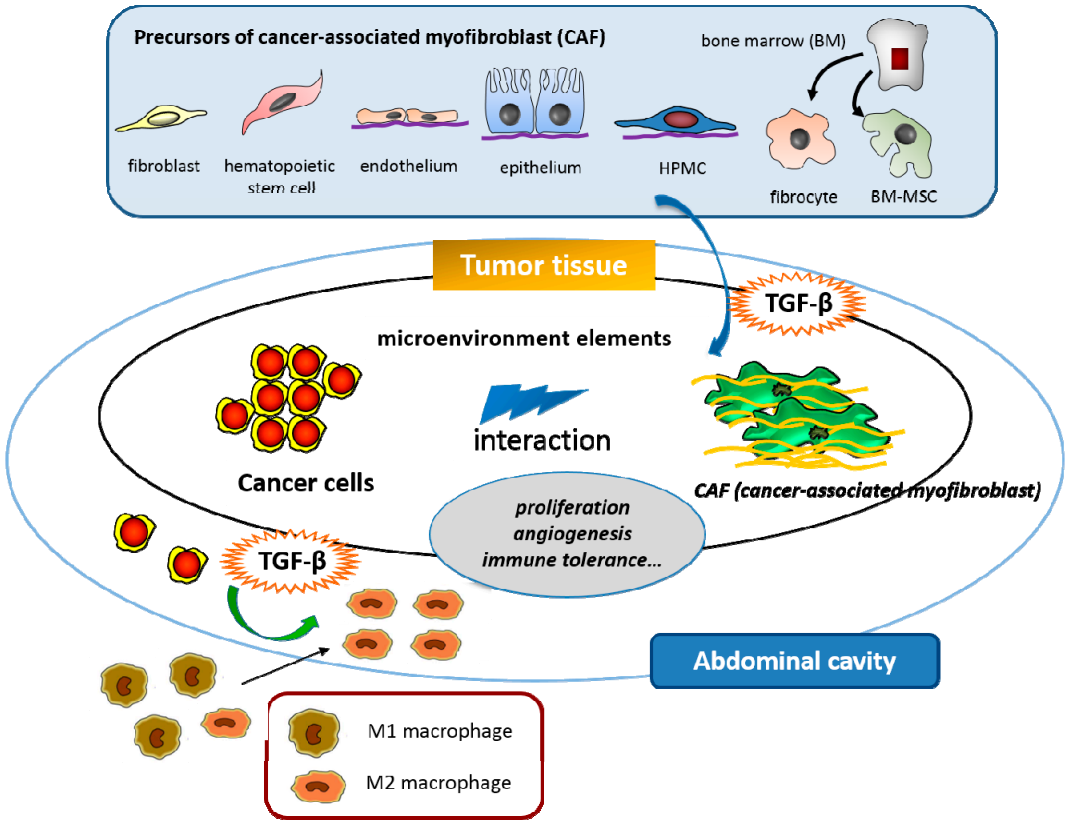 Precursors of cancer-associated myofibroblast (CAF)
bone marrow (BM)
fibroblast
hematopoietic
stem cell
endothelium
epithelium
HPMC
fibrocyte
BM-MSC
Tumor tissue
TGF-β
microenvironment elements
interaction
Cancer cells
CAF (cancer-associated myofibroblast)
proliferation
angiogenesis
immune tolerance...
TGF-β
Abdominal cavity
M1 macrophage
M2 macrophage